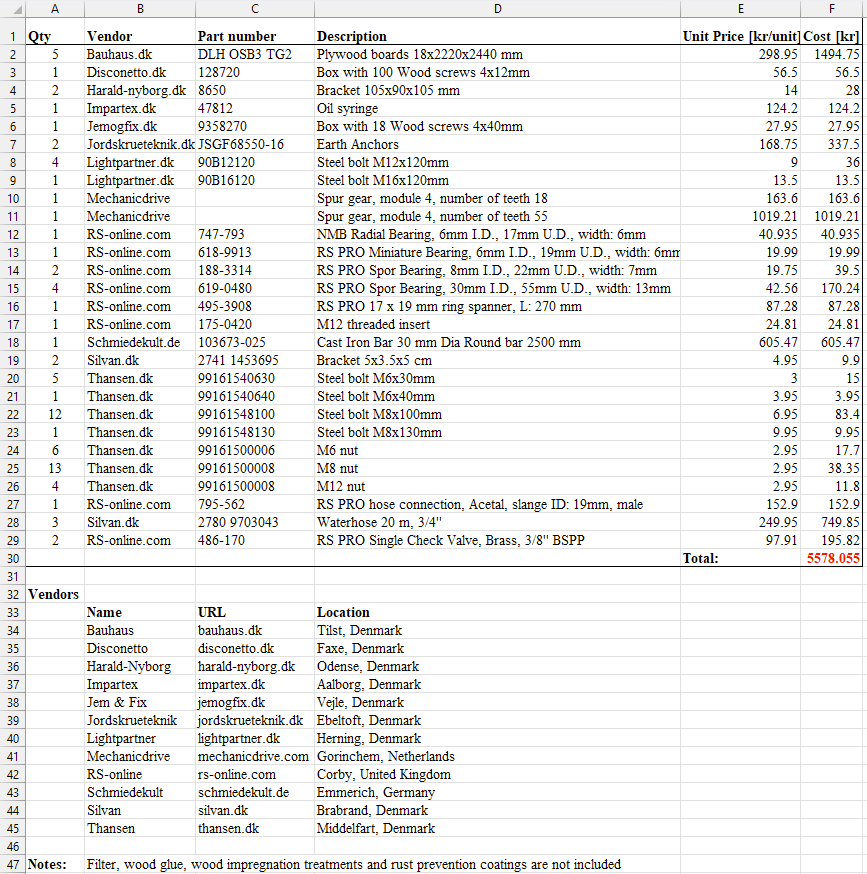 A B C D E F
1 Qty Vendor Part number Description Unit Price [kr/unit] Cost [kr]
2 5 Bauhaus.dk DLH OSB3 TG2 Plywood boards 18x2220x2440 mm 298.95 1494.75
3 1 Disconetto.dk 128720 Box with 100 Wood screws 4x12mm 56.5 56.5
4 2 Harald-nyborg.dk 8650 Bracket 105x90x105 mm 14 28
5 1 Impartex.dk 47812 Oil syringe 124.2 124.2
6 1 Jemogfix.dk 9358270 Box with 18 Wood screws 4x40mm 27.95 27.95
7 2 Jordskrueteknik.dk JSGF68550-16 Earth Anchors 168.75 337.5
8 4 Lightpartner.dk 90B12120 Steel bolt M12x120mm 9 36
9 1 Lightpartner.dk 90B16120 Steel bolt M16x120mm 13.5 13.5
10 1 Mechanicdrive Spur gear, module 4, number of teeth 18 163.6 163.6
11 1 Mechanicdrive Spur gear, module 4, number of teeth 55 1019.21 1019.21
12 1 RS-online.com 747-793 NMB Radial Bearing, 6mm I.D., 17mm U.D., width: 6mm 40.935 40.935
13 1 RS-online.com 618-9913 RS PRO Miniature Bearing, 6mm I.D., 19mm U.D., width: 6mm 19.99 19.99
14 2 RS-online.com 188-3314 RS PRO Spor Bearing, 8mm I.D., 22mm U.D., width: 7mm 19.75 39.5
15 4 RS-online.com 619-0480 RS PRO Spor Bearing, 30mm I.D., 55mm U.D., width: 13mm 42.56 170.24
16 1 RS-online.com 495-3908 RS PRO 17 x 19 mm ring spanner, L: 270 mm 87.28 87.28
17 1 RS-online.com 175-0420 M12 threaded insert 24.81 24.81
18 1 Schmiedekult.de 103673-025 Cast Iron Bar 30 mm Dia Round bar 2500 mm 605.47 605.47
19 2 Silvan.dk 2741 1453695 Bracket 5x3.5x5 cm 4.95 9.9
20 5 Thansen.dk 99161540630 Steel bolt M6x30mm 3 15
21 1 Thansen.dk 99161540640 Steel bolt M6x40mm 3.95 3.95
22 12 Thansen.dk 99161548100 Steel bolt M8x100mm 6.95 83.4
23 1 Thansen.dk 99161548130 Steel bolt M8x130mm 9.95 9.95
24 6 Thansen.dk 99161500006 M6 nut 2.95 17.7
25 13 Thansen.dk 99161500008 M8 nut 2.95 38.35
26 4 Thansen.dk 99161500008 M12 nut 2.95 11.8
27 1 RS-online.com 795-562 RS PRO hose connection, Acetal, slange ID: 19mm, male 152.9 152.9
28 3 Silvan.dk 2780 9703043 Waterhose 20 m, 3/4" 249.95 749.85
29 2 RS-online.com 486-170 RS PRO Single Check Valve, Brass, 3/8" BSPP 97.91 195.82
30 Total: 5578.055
31
32 Vendors
33 Name URL Location
34 Bauhaus bauhaus.dk Tilst, Denmark
35 Disconetto disconetto.dk Faxe, Denmark
36 Harald-Nyborg harald-nyborg.dk Odense, Denmark
37 Impartex impartex.dk Aalborg, Denmark
38 Jem & Fix jemogfix.dk Vejle, Denmark
39 Jordskrueteknik jordskrueteknik.dk Ebeltoft, Denmark
40 Lightpartner lightpartner.dk Herning, Denmark
41 Mechanicdrive mechanicdrive.com Gorinchem, Netherlands
42 RS-online rs-online.com Corby, United Kingdom
43 Schmiedekult schmiedekult.de Emmerich, Germany
44 Silvan silvan.dk Brabrand, Denmark
45 Thansen thansen.dk Middelfart, Denmark
46
47 Notes: Filter, wood glue, wood impregnation treatments and rust prevention coatings are not included